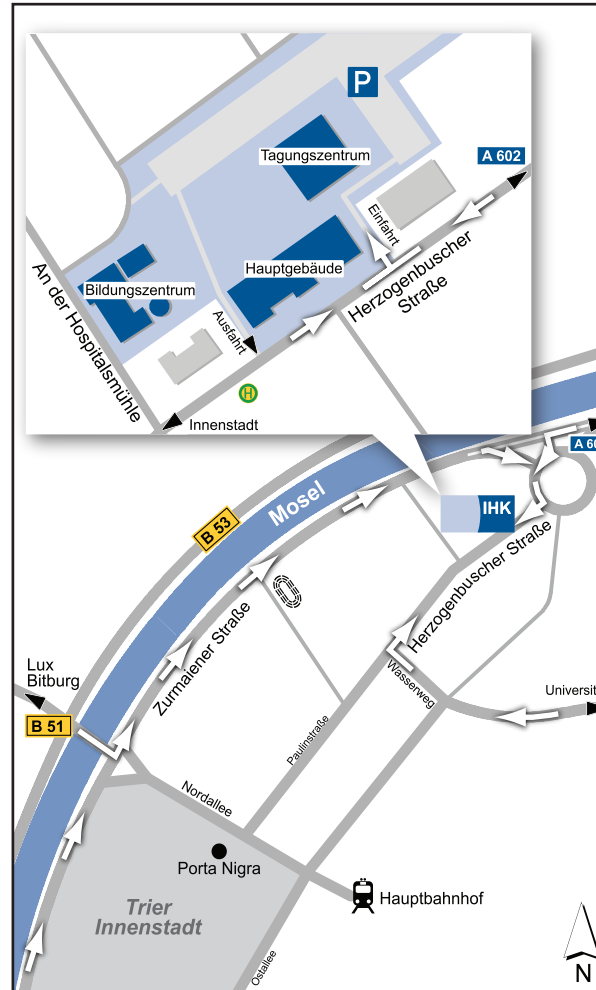 P
Tagungszentrum
A 602
Einfahrt
Hauptgebäude
Herzogenbuscher
Straße
Bildungszentrum
An der Hospitalsmühle
Ausfahrt
H
Innenstadt
A 60
Mosel
IHK
B 53
Herzogenbuscher Straße
Zurmaiener Straße
Lux
Bitburg
Wasserweg
Universit
B 51
Paulinstraße
Nordallee
Porta Nigra
Hauptbahnhof
Trier
Innenstadt
Ostallee
N